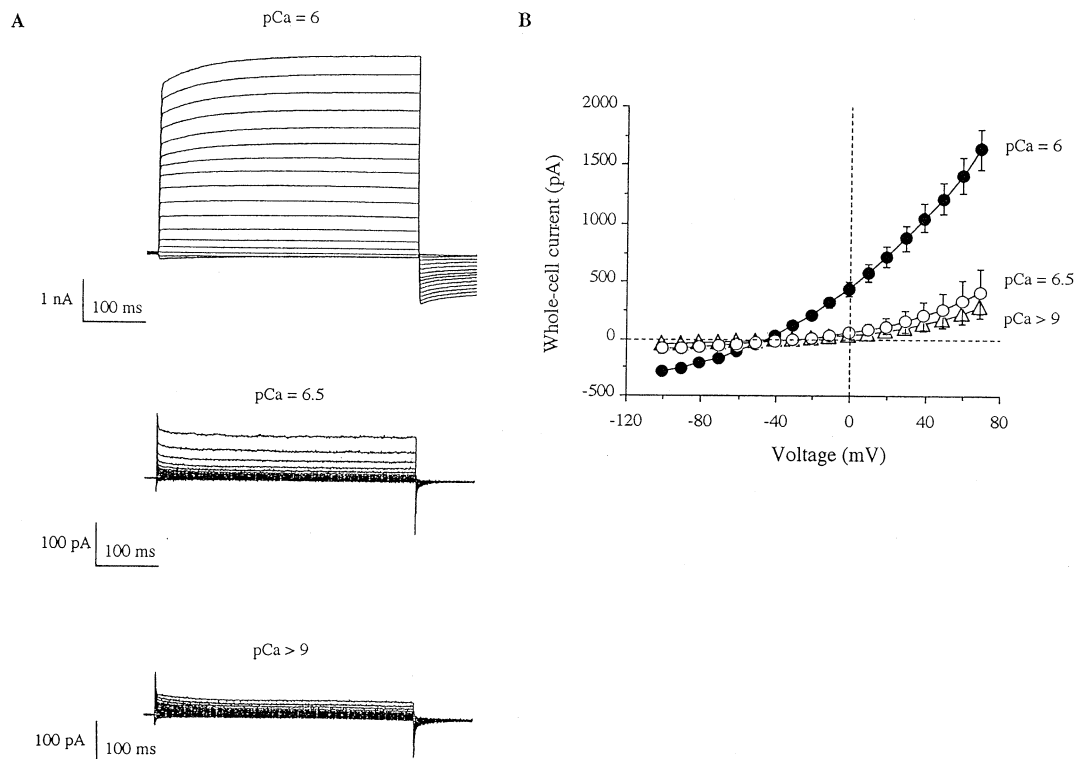 A
pCa = 6
1 nA
100 ms
pCa = 6.5
100 pA
100 ms
pCa > 9
100 pA
100 ms
B
Whole-cell current (pA)
2000
1500
1000
500
0
-500
-120
-80
-40
0
40
80
Voltage (mV)
pCa = 6
pCa = 6.5
pCa > 9